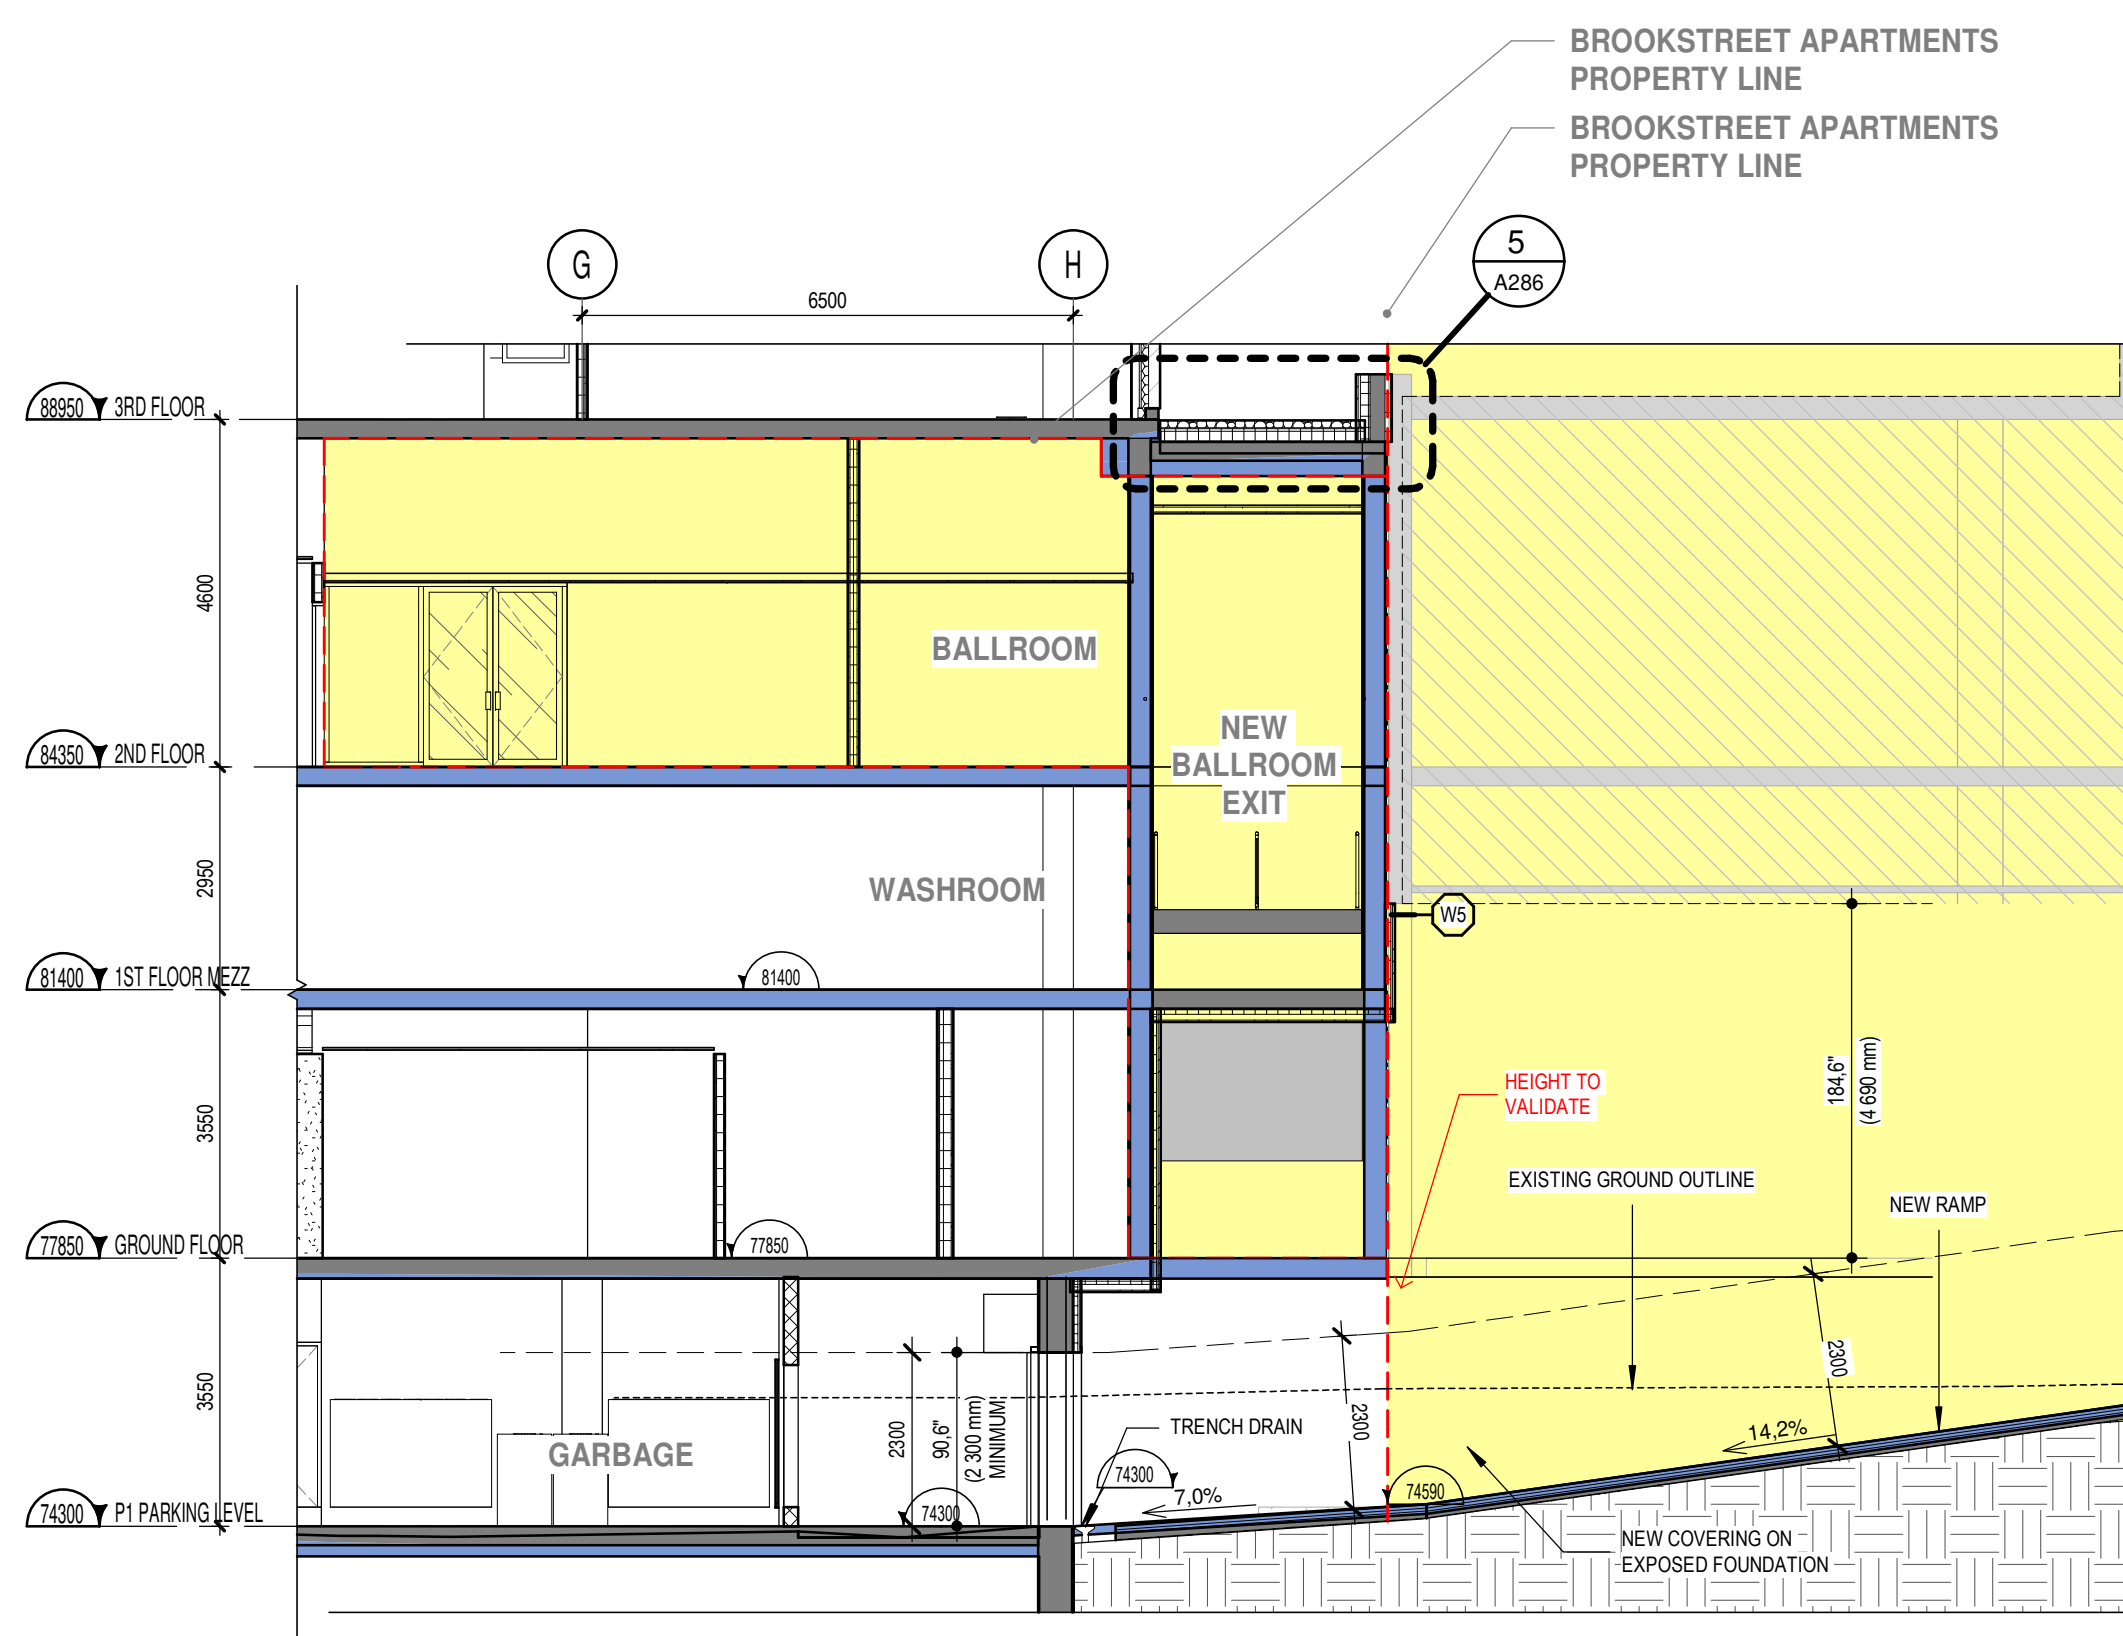 BROOKSTREET APARTMENTS
PROPERTY LINE
BROOKSTREET APARTMENTS
PROPERTY LINE
5
A286
G
H
6500
88950
3RD FLOOR
4600
BALLROOM
NEW
BALLROOM
EXIT
84350
2ND FLOOR
2950
WASHROOM
W5
81400
1ST FLOOR MEZZ
81400
3550
184,6"
(4 690 mm)
HEIGHT TO
VALIDATE
EXISTING GROUND OUTLINE
NEW RAMP
77850
GROUND FLOOR
77850
3550
2300
2300
GARBAGE
2300
90,6"
(2 300 mm)
MINIMUM
TRENCH DRAIN
14,2%
74300
7,0%
74590
74300
P1 PARKING LEVEL
74300
NEW COVERING ON
EXPOSED FOUNDATION